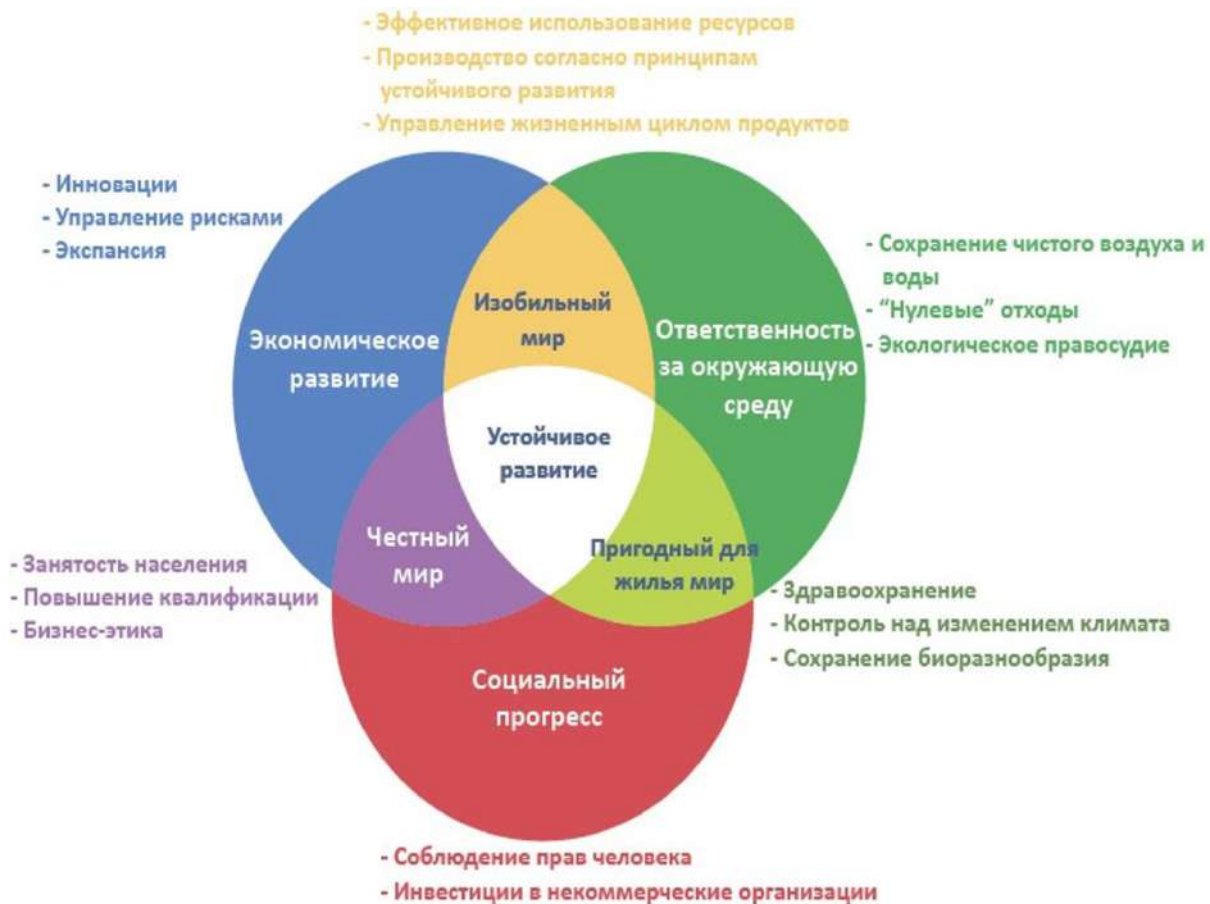 - Эффективное использование ресурсов
- Производство согласно принципам
устойчивого развития
- Управление жизненным циклом продуктов
- Инновации
- Управление рисками
- Экспансия
- Сохранение чистого воздуха и
воды
- “Нулевые” отходы
- Экологическое правосудие
Изобильный
мир
Экономическое
развитие
Ответственность
за окружающую
среду
Устойчивое
развитие
Честный
мир
Пригодный для
жилья мир
- Занятость населения
- Повышение квалификации
- Бизнес-этика
- Здравоохранение
- Контроль над изменением климата
- Сохранение биоразнообразия
Социальный
прогресс
- Соблюдение прав человека
- Инвестиции в некоммерческие организации